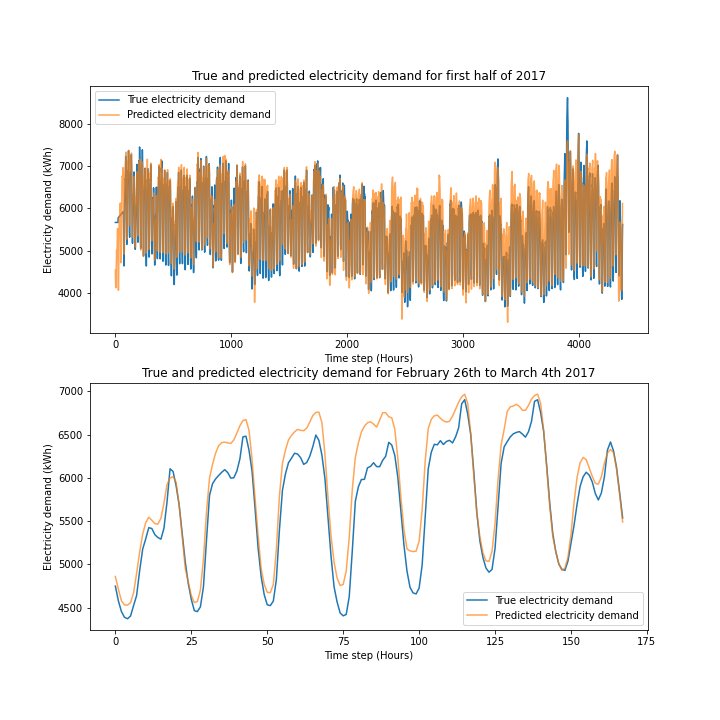 True and predicted electricity demand for first half of 2017
True electricity demand
Predicted electricity demand
Electricity demand (kWh)
8000
7000
6000
5000
4000
0 1000 2000 3000 4000
Time step (Hours)
True and predicted electricity demand for February 26th to March 4th 2017
Electricity demand (kWh)
7000
6500
6000
5500
5000
4500
True electricity demand
Predicted electricity demand
0 25 50 75 100 125 150 175
Time step (Hours)